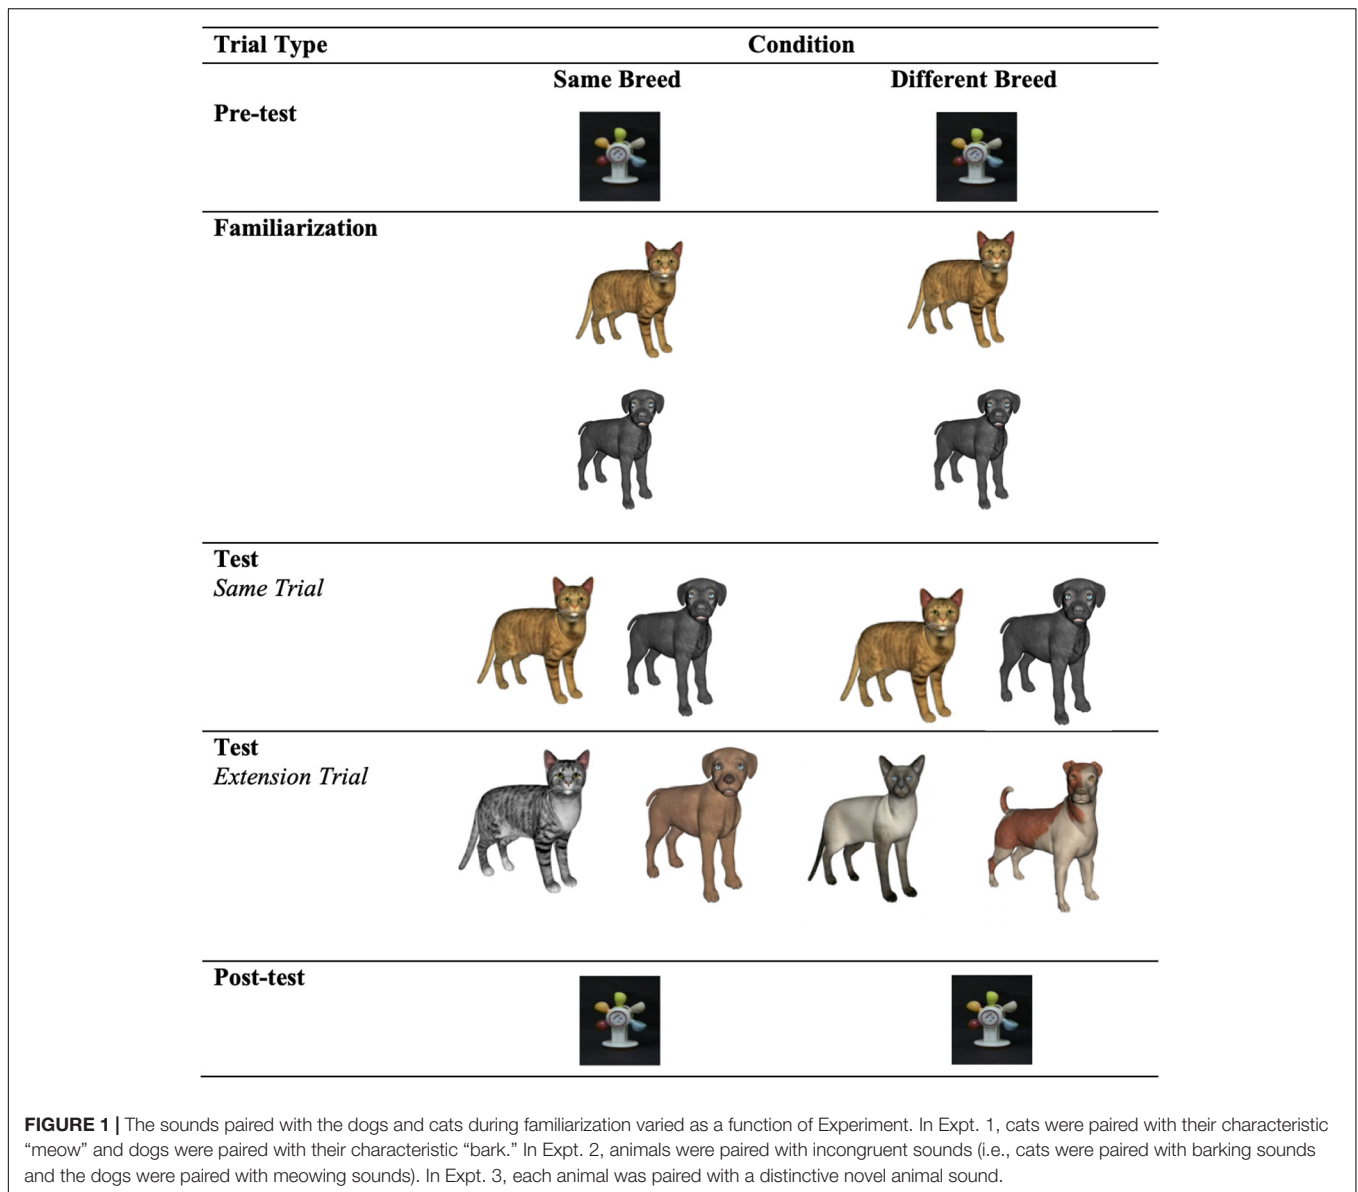 Trial Type Condition
Same Breed Different Breed
Pre-test
Familiarization
Test
Same Trial
Test
Extension Trial
Post-test
FIGURE 1 | The sounds paired with the dogs and cats during familiarization varied as a function of Experiment. In Expt. 1, cats were paired with their characteristic
“meow” and dogs were paired with their characteristic “bark.” In Expt. 2, animals were paired with incongruent sounds (i.e., cats were paired with barking sounds
and the dogs were paired with meowing sounds). In Expt. 3, each animal was paired with a distinctive novel animal sound.